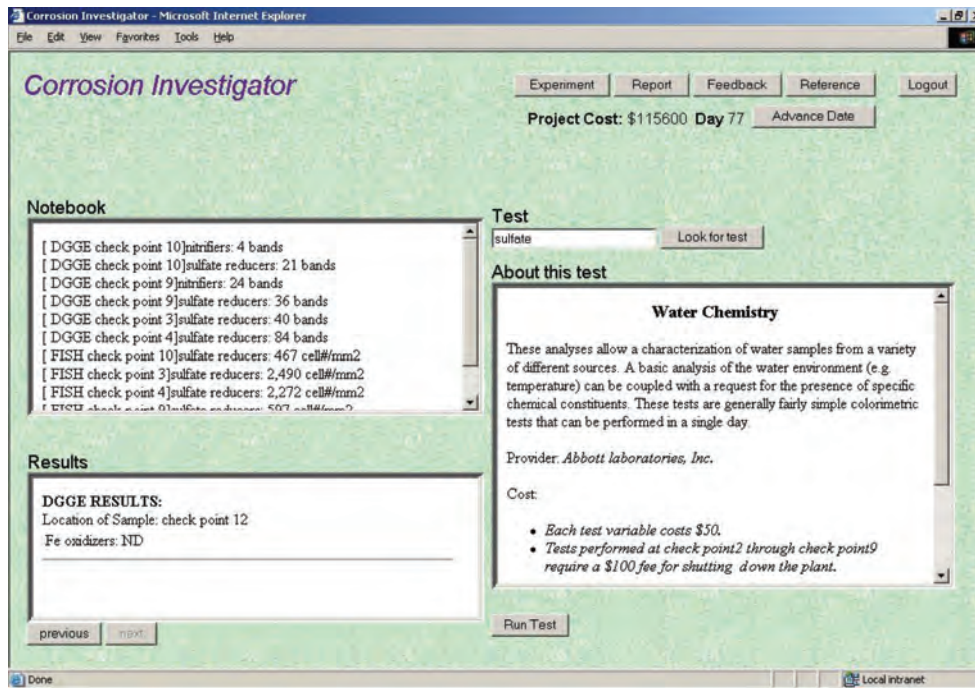 Corrosion Investigator - Microsoft Internet Explorer
File Edit View Favorites Tools Help
Corrosion Investigator
Experiment Report Feedback Reference Logout
Project Cost: $115600 Day 77 Advance Date
Notebook
[ DGGE check point 10]nitrifiers: 4 bands
[ DGGE check point 10]sulfate reducers: 21 bands
[ DGGE check point 9]nitrifiers: 24 bands
[ DGGE check point 9]sulfate reducers: 36 bands
[ DGGE check point 3]sulfate reducers: 40 bands
[ DGGE check point 4]sulfate reducers: 84 bands
[ FISH check point 10]sulfate reducers: 467 cell#/mm2
[ FISH check point 3]sulfate reducers: 2,490 cell#/mm2
[ FISH check point 4]sulfate reducers: 2,272 cell#/mm2
[ FISH check point 9]sulfate reducers: 597 cell#/mm2
Results
DGGE RESULTS:
Location of Sample: check point 12
Fe oxidizers: ND
previous next
Test
sulfate Look for test
About this test
Water Chemistry
These analyses allow a characterization of water samples from a variety
of different sources. A basic analysis of the water environment (e.g.
temperature) can be coupled with a request for the presence of specific
chemical constituents. These tests are generally fairly simple colorimetric
tests that can be performed in a single day.
Provider: Abbott laboratories, Inc.
Cost:
• Each test variable costs $50.
• Tests performed at check point2 through check point9
require a $100 fee for shutting down the plant.
Run Test
Done
Local intranet